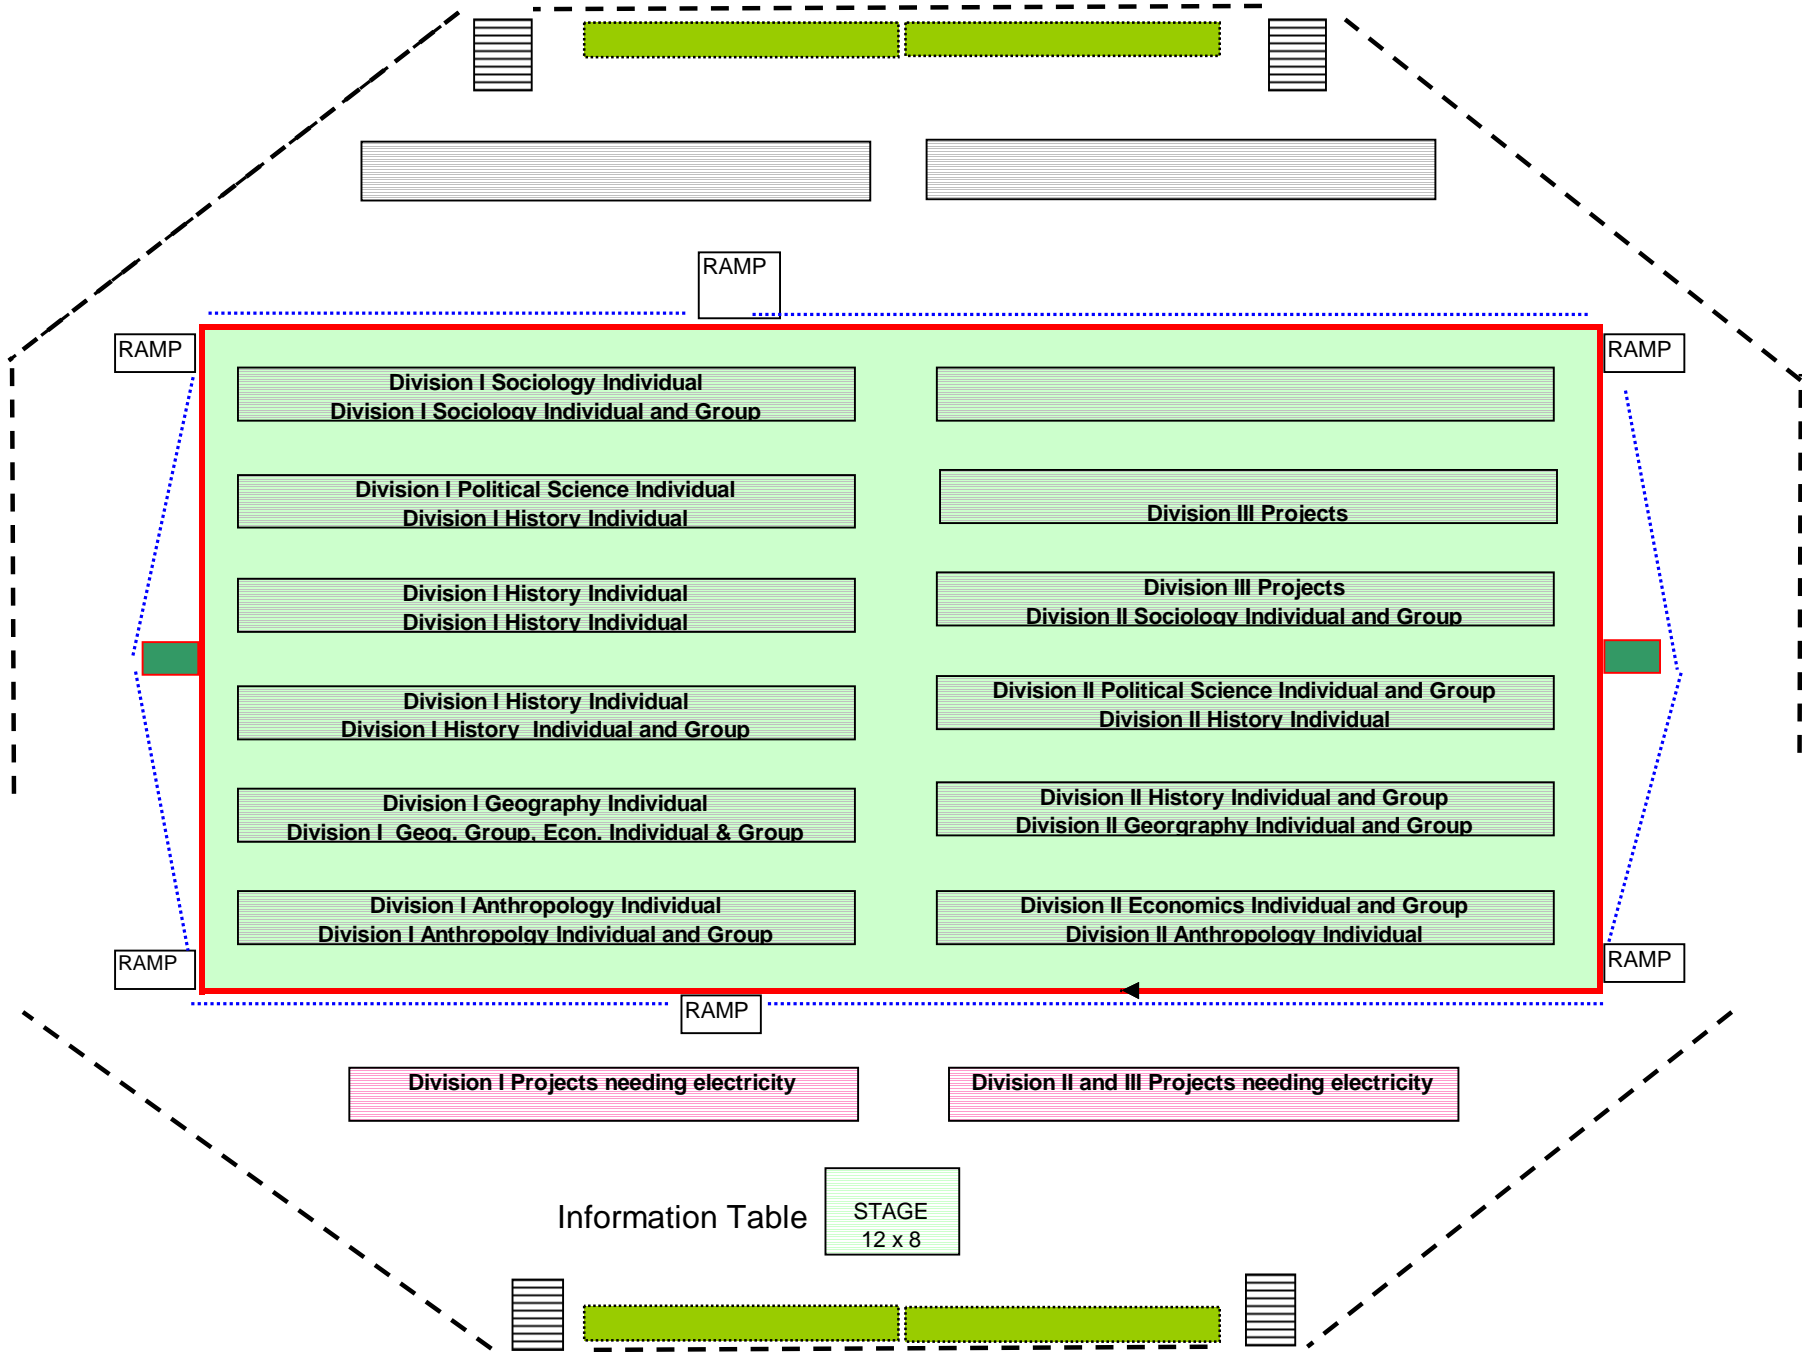 RAMP
RAMP
RAMP
Division I Sociology Individual
Division I Sociology Individual and Group
Division I Political Science Individual
Division I History Individual
Division III Projects
Division I History Individual
Division I History Individual
Division III Projects
Division II Sociology Individual and Group
Division I History Individual
Division I History  Individual and Group
Division II Political Science Individual and Group
Division II History Individual
Division I Geography Individual
Division I  Geog. Group, Econ. Individual & Group
Division II History Individual and Group
Division II Georgraphy Individual and Group
Division I Anthropology Individual
Division I Anthropolgy Individual and Group
Division II Economics Individual and Group
Division II Anthropology Individual
RAMP
RAMP
RAMP
Division I Projects needing electricity
Division II and III Projects needing electricity
Information Table
STAGE
12 x 8